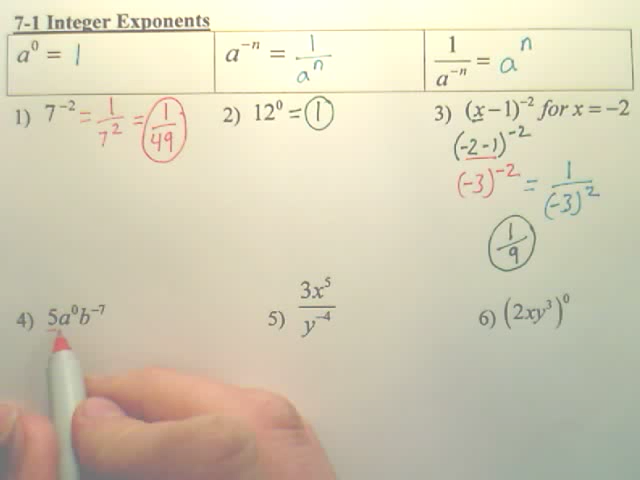 7-1 Integer Exponents
a⁰ = 1
a⁻ⁿ = 1/aⁿ
1/a⁻ⁿ = aⁿ
1) 7⁻² = 1/7² = 1/49
2) 12⁰ = 1
3) (x − 1)⁻² for x = −2
(-2-1)⁻²
(-3)⁻² = 1/(-3)²
1/9
4) 5a⁰b⁻⁷
5) 3x⁵/y⁻⁴
6) (2xy³)⁰